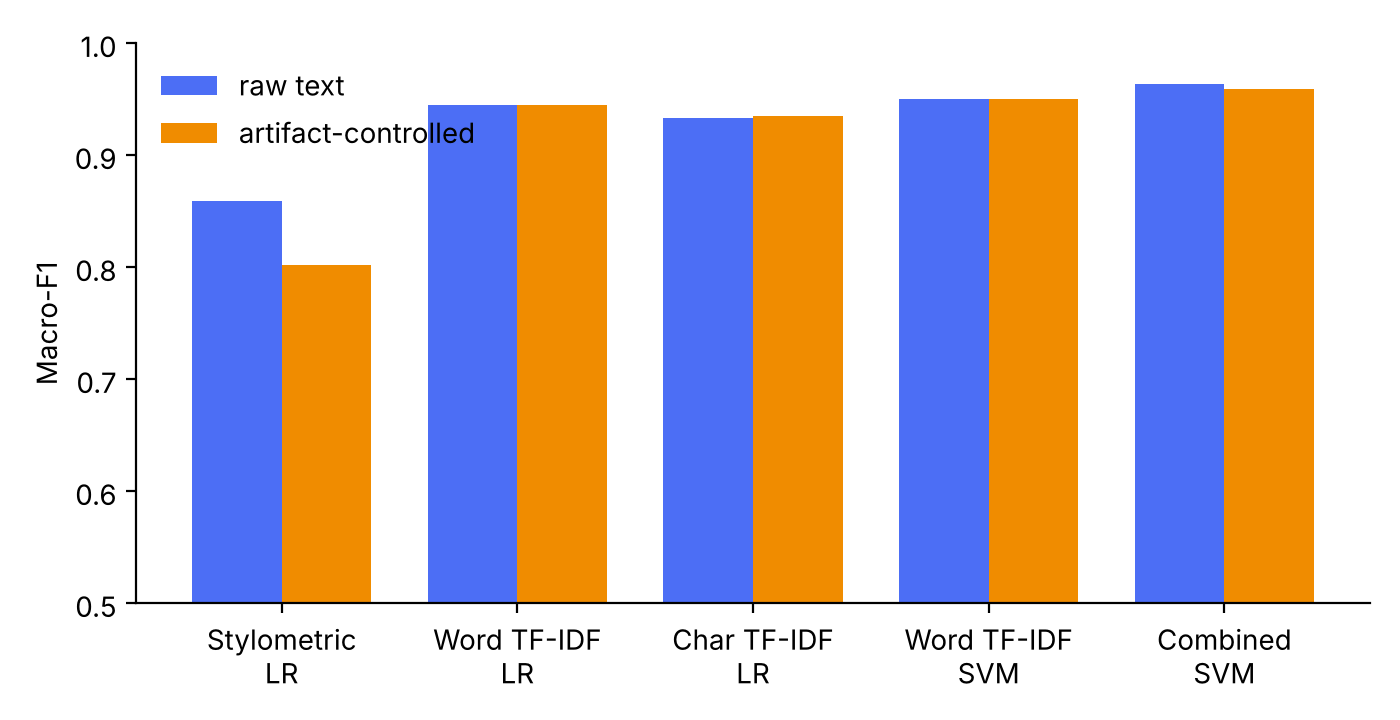 1.0
raw text
artifact-controlled
0.9
0.8
Macro-F1
0.7
0.6
0.5
Stylometric
LR
Word TF-IDF
LR
Char TF-IDF
LR
Word TF-IDF
SVM
Combined
SVM